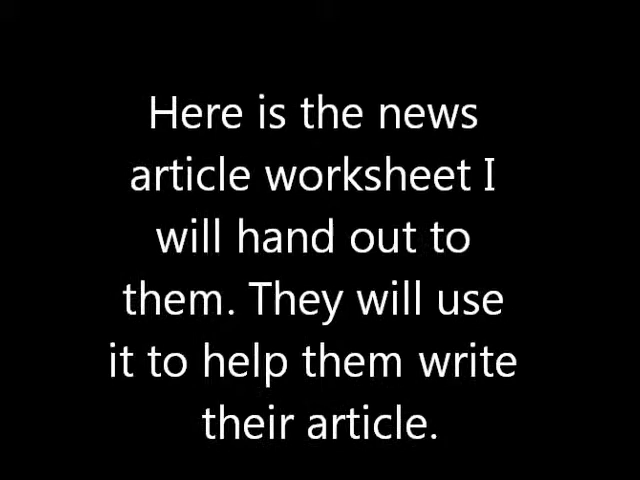 Here is the news
article worksheet I
will hand out to
them. They will use
it to help them write
their article.